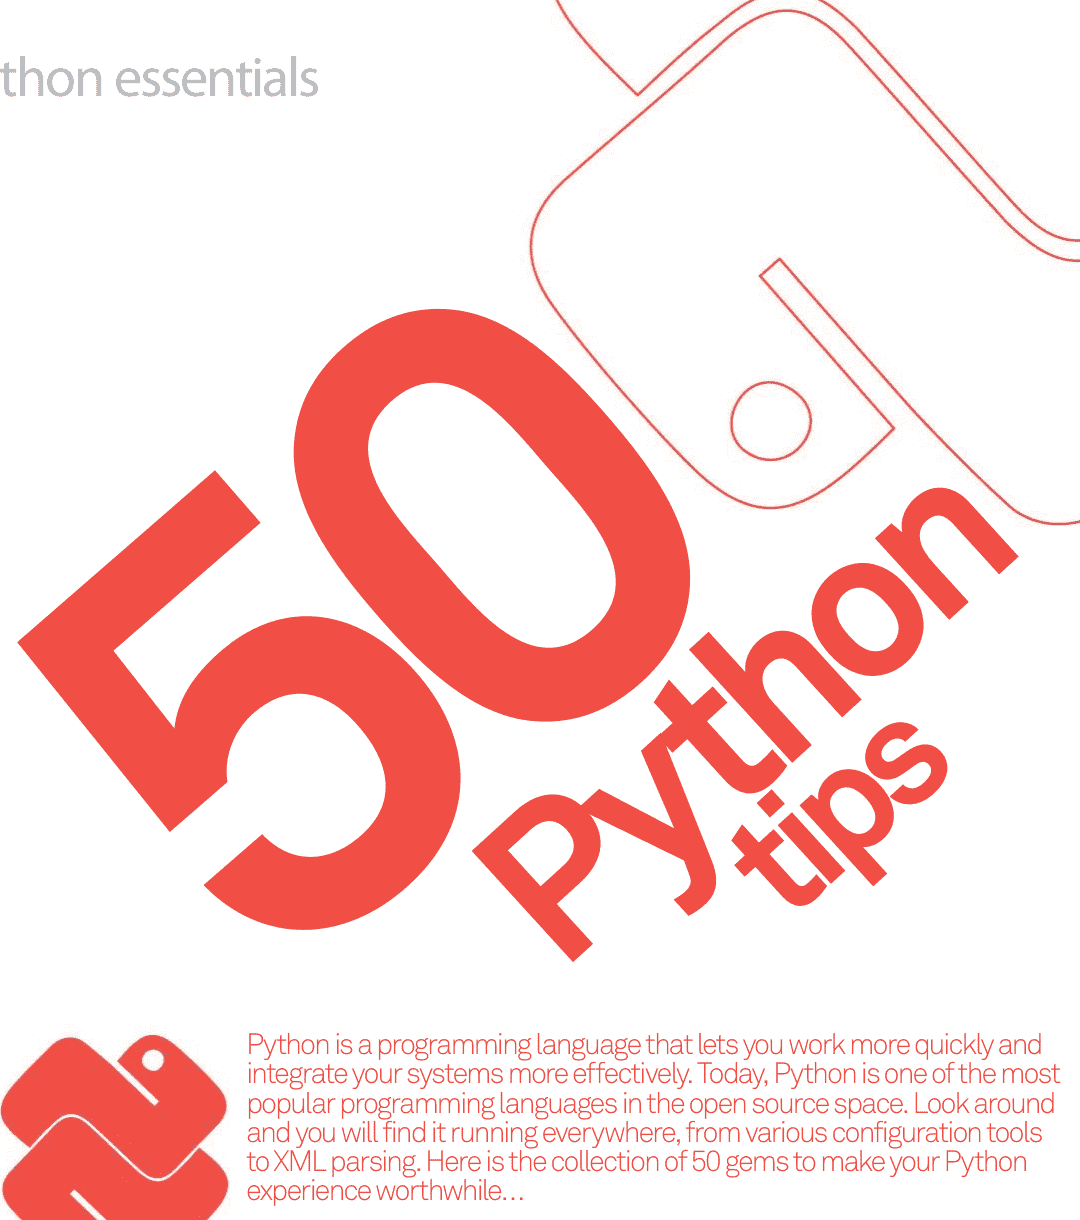 thon essentials
50
Python
tips
Python is a programming language that lets you work more quickly and
integrate your systems more effectively. Today, Python is one of the most
popular programming languages in the open source space. Look around
and you will find it running everywhere, from various configuration tools
to XML parsing. Here is the collection of 50 gems to make your Python
experience worthwhile…